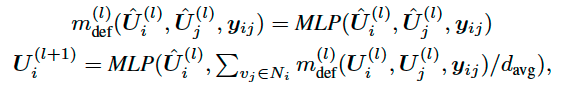 m_def^(l)(Û_i^(l), Û_j^(l), y_ij) = MLP(Û_i^(l), Û_j^(l), y_ij)
U_i^(l+1) = MLP(Û_i^(l), ∑_{v_j∈N_i} m_def^(l)(U_i^(l), U_j^(l), y_ij)/d_avg),